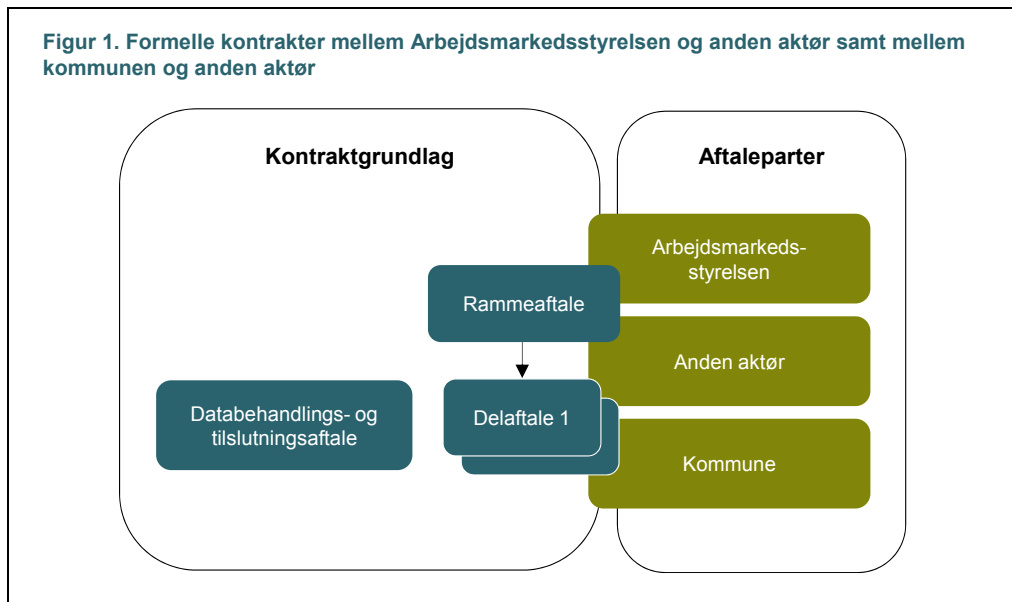 Figur 1. Formelle kontrakter mellem Arbejdsmarkedsstyrelsen og anden aktør samt mellem
kommunen og anden aktør
Kontraktgrundlag
Aftaleparter
Arbejdsmarkeds-
styrelsen
Rammeaftale
Anden aktør
Databehandlings- og
tilslutningsaftale
Delaftale 1
Kommune